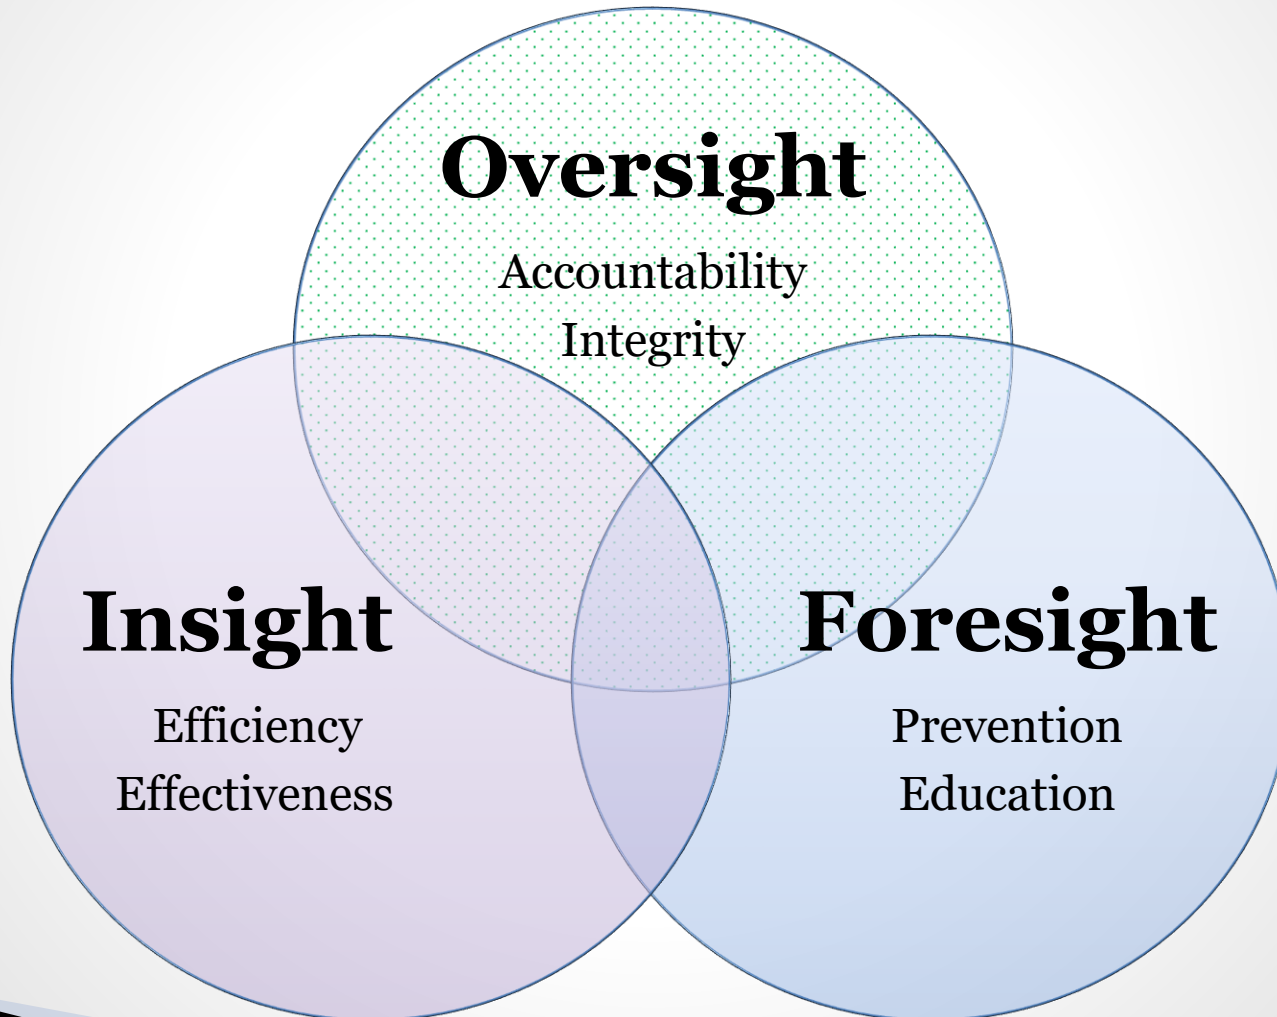 Oversight
Accountability
Integrity
Insight
Efficiency
Effectiveness
Foresight
Prevention
Education